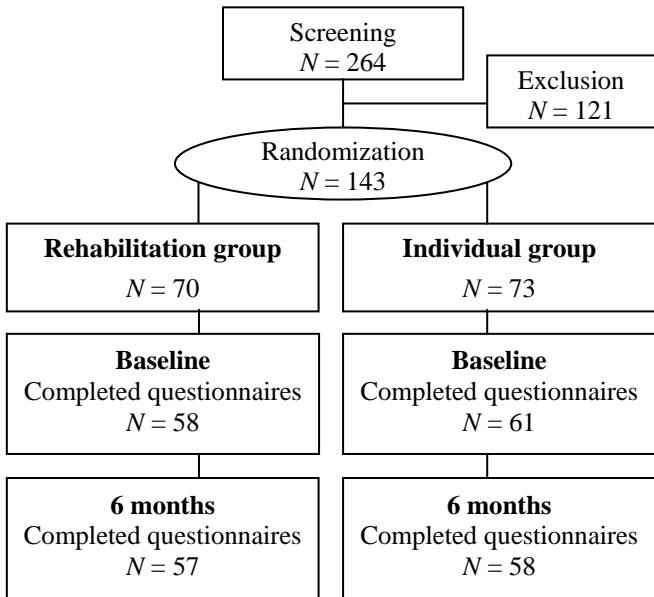 Screening
N = 264
Exclusion
N = 121
Randomization
N = 143
Rehabilitation group
N = 70
Individual group
N = 73
Baseline
Completed questionnaires
N = 58
Baseline
Completed questionnaires
N = 61
6 months
Completed questionnaires
N = 57
6 months
Completed questionnaires
N = 58